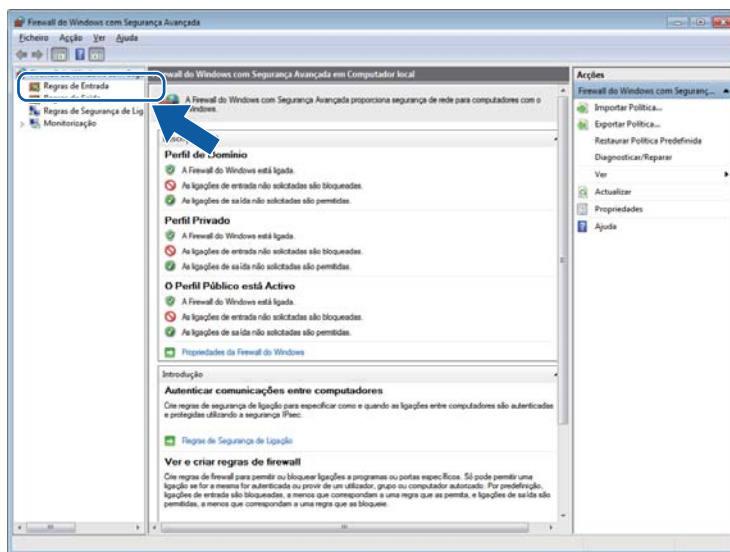 Firewall do Windows com Segurança Avançada
Ficheiro Acção Ver Ajuda
Regras de Entrada
Regras de Segurança de Lig
Monitorização
ewall do Windows com Segurança Avançada em Computador local
A Firewall do Windows com Segurança Avançada proporciona segurança de rede para computadores com o
Windows.
Perfil de Domínio
A Firewall do Windows está ligada.
As ligações de entrada não solicitadas são bloqueadas.
As ligações de saída não solicitadas são permitidas.
Perfil Privado
A Firewall do Windows está ligada.
As ligações de entrada não solicitadas são bloqueadas.
As ligações de saída não solicitadas são permitidas.
O Perfil Público está Activo
A Firewall do Windows está ligada.
As ligações de entrada não solicitadas são bloqueadas.
As ligações de saída não solicitadas são permitidas.
Propriedades da Firewall do Windows
Introdução
Autenticar comunicações entre computadores
Crie regras de segurança de ligação para especificar como e quando as ligações entre computadores são autenticadas
e protegidas utilizando a segurança IPsec.
Regras de Segurança de Ligação
Ver e criar regras de firewall
Crie regras de firewall para permitir ou bloquear ligações a programas ou portas específicos. Só pode permitir uma
ligação se for a mesma for autenticada ou provir de um utilizador, grupo ou computador autorizado. Por predefinição,
ligações de entrada são bloqueadas, a menos que correspondam a uma regra que as permita, e ligações de saída são
permitidas, a menos que correspondam a uma regra que as bloqueie.
Acções
Firewall do Windows com Seguranç...
Importar Política...
Exportar Política...
Restaurar Política Predefinida
Diagnosticar/Reparar
Ver
Actualizar
Propriedades
Ajuda